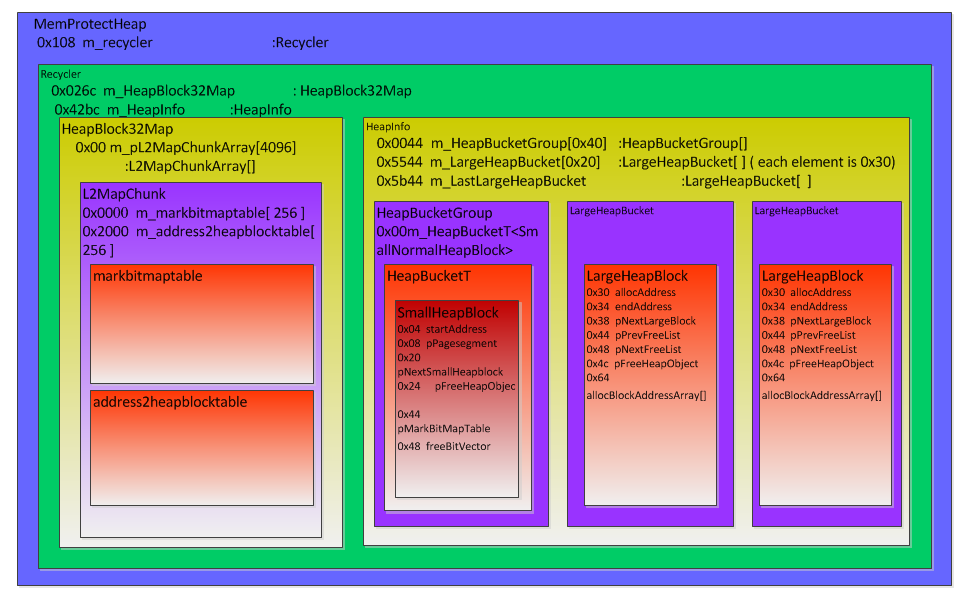 MemProtectHeap
0x108 m_recycler :Recycler
Recycler
0x026c m_HeapBlock32Map : HeapBlock32Map
0x42bc m_HeapInfo :HeapInfo
HeapBlock32Map
0x00 m_pL2MapChunkArray[4096]
:L2MapChunkArray[]
L2MapChunk
0x0000 m_markbitmaptable[ 256 ]
0x2000 m_address2heapblocktable[
256 ]
markbitmaptable
address2heapblocktable
HeapInfo
0x0044 m_HeapBucketGroup[0x40] :HeapBucket[]
0x5544 m_LargeHeapBucket[0x20] :LargeHeapBucket[ ] ( each element is 0x30)
0x5b44 m_LastLargeHeapBucket :LargeHeapBucket[ ]
HeapBucketGroup
0x00m_HeapBucketT<Sm
allNormalHeapBlock>
HeapBucketT
SmallHeapBlock
0x04 startAddress
0x08 pPagesegment
0x20
pNextSmallHeapblock
0x24 pFreeHeapObjec
0x44
pMarkBitMapTable
0x48 freeBitVector
LargeHeapBucket
LargeHeapBlock
0x30 allocAddress
0x34 endAddress
0x38 pNextLargeBlock
0x44 pPrevFreeList
0x48 pNextFreeList
0x4c pFreeHeapObject
0x64
allocBlockAddressArray[]
LargeHeapBucket
LargeHeapBlock
0x30 allocAddress
0x34 endAddress
0x38 pNextLargeBlock
0x44 pPrevFreeList
0x48 pNextFreeList
0x4c pFreeHeapObject
0x64
allocBlockAddressArray[]